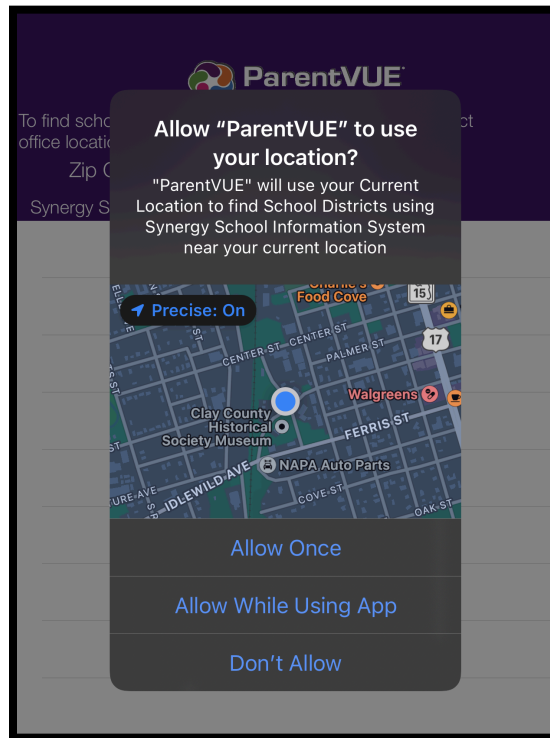 ParentVUE
To find scho
ct
office locatio
Zip C
Synergy S
Allow “ParentVUE” to use
your location?
"ParentVUE" will use your Current
Location to find School Districts using
Synergy School Information System
near your current location
Precise: On
Charlie's
Food Cove
15
17
CENTER ST
CENTER ST
PALMER ST
Walgreens
Clay County
Historical
Society Museum
FERRIS ST
ST
NAPA Auto Parts
IDLEWILD AVE
COVE ST
OAK ST
Allow Once
Allow While Using App
Don’t Allow